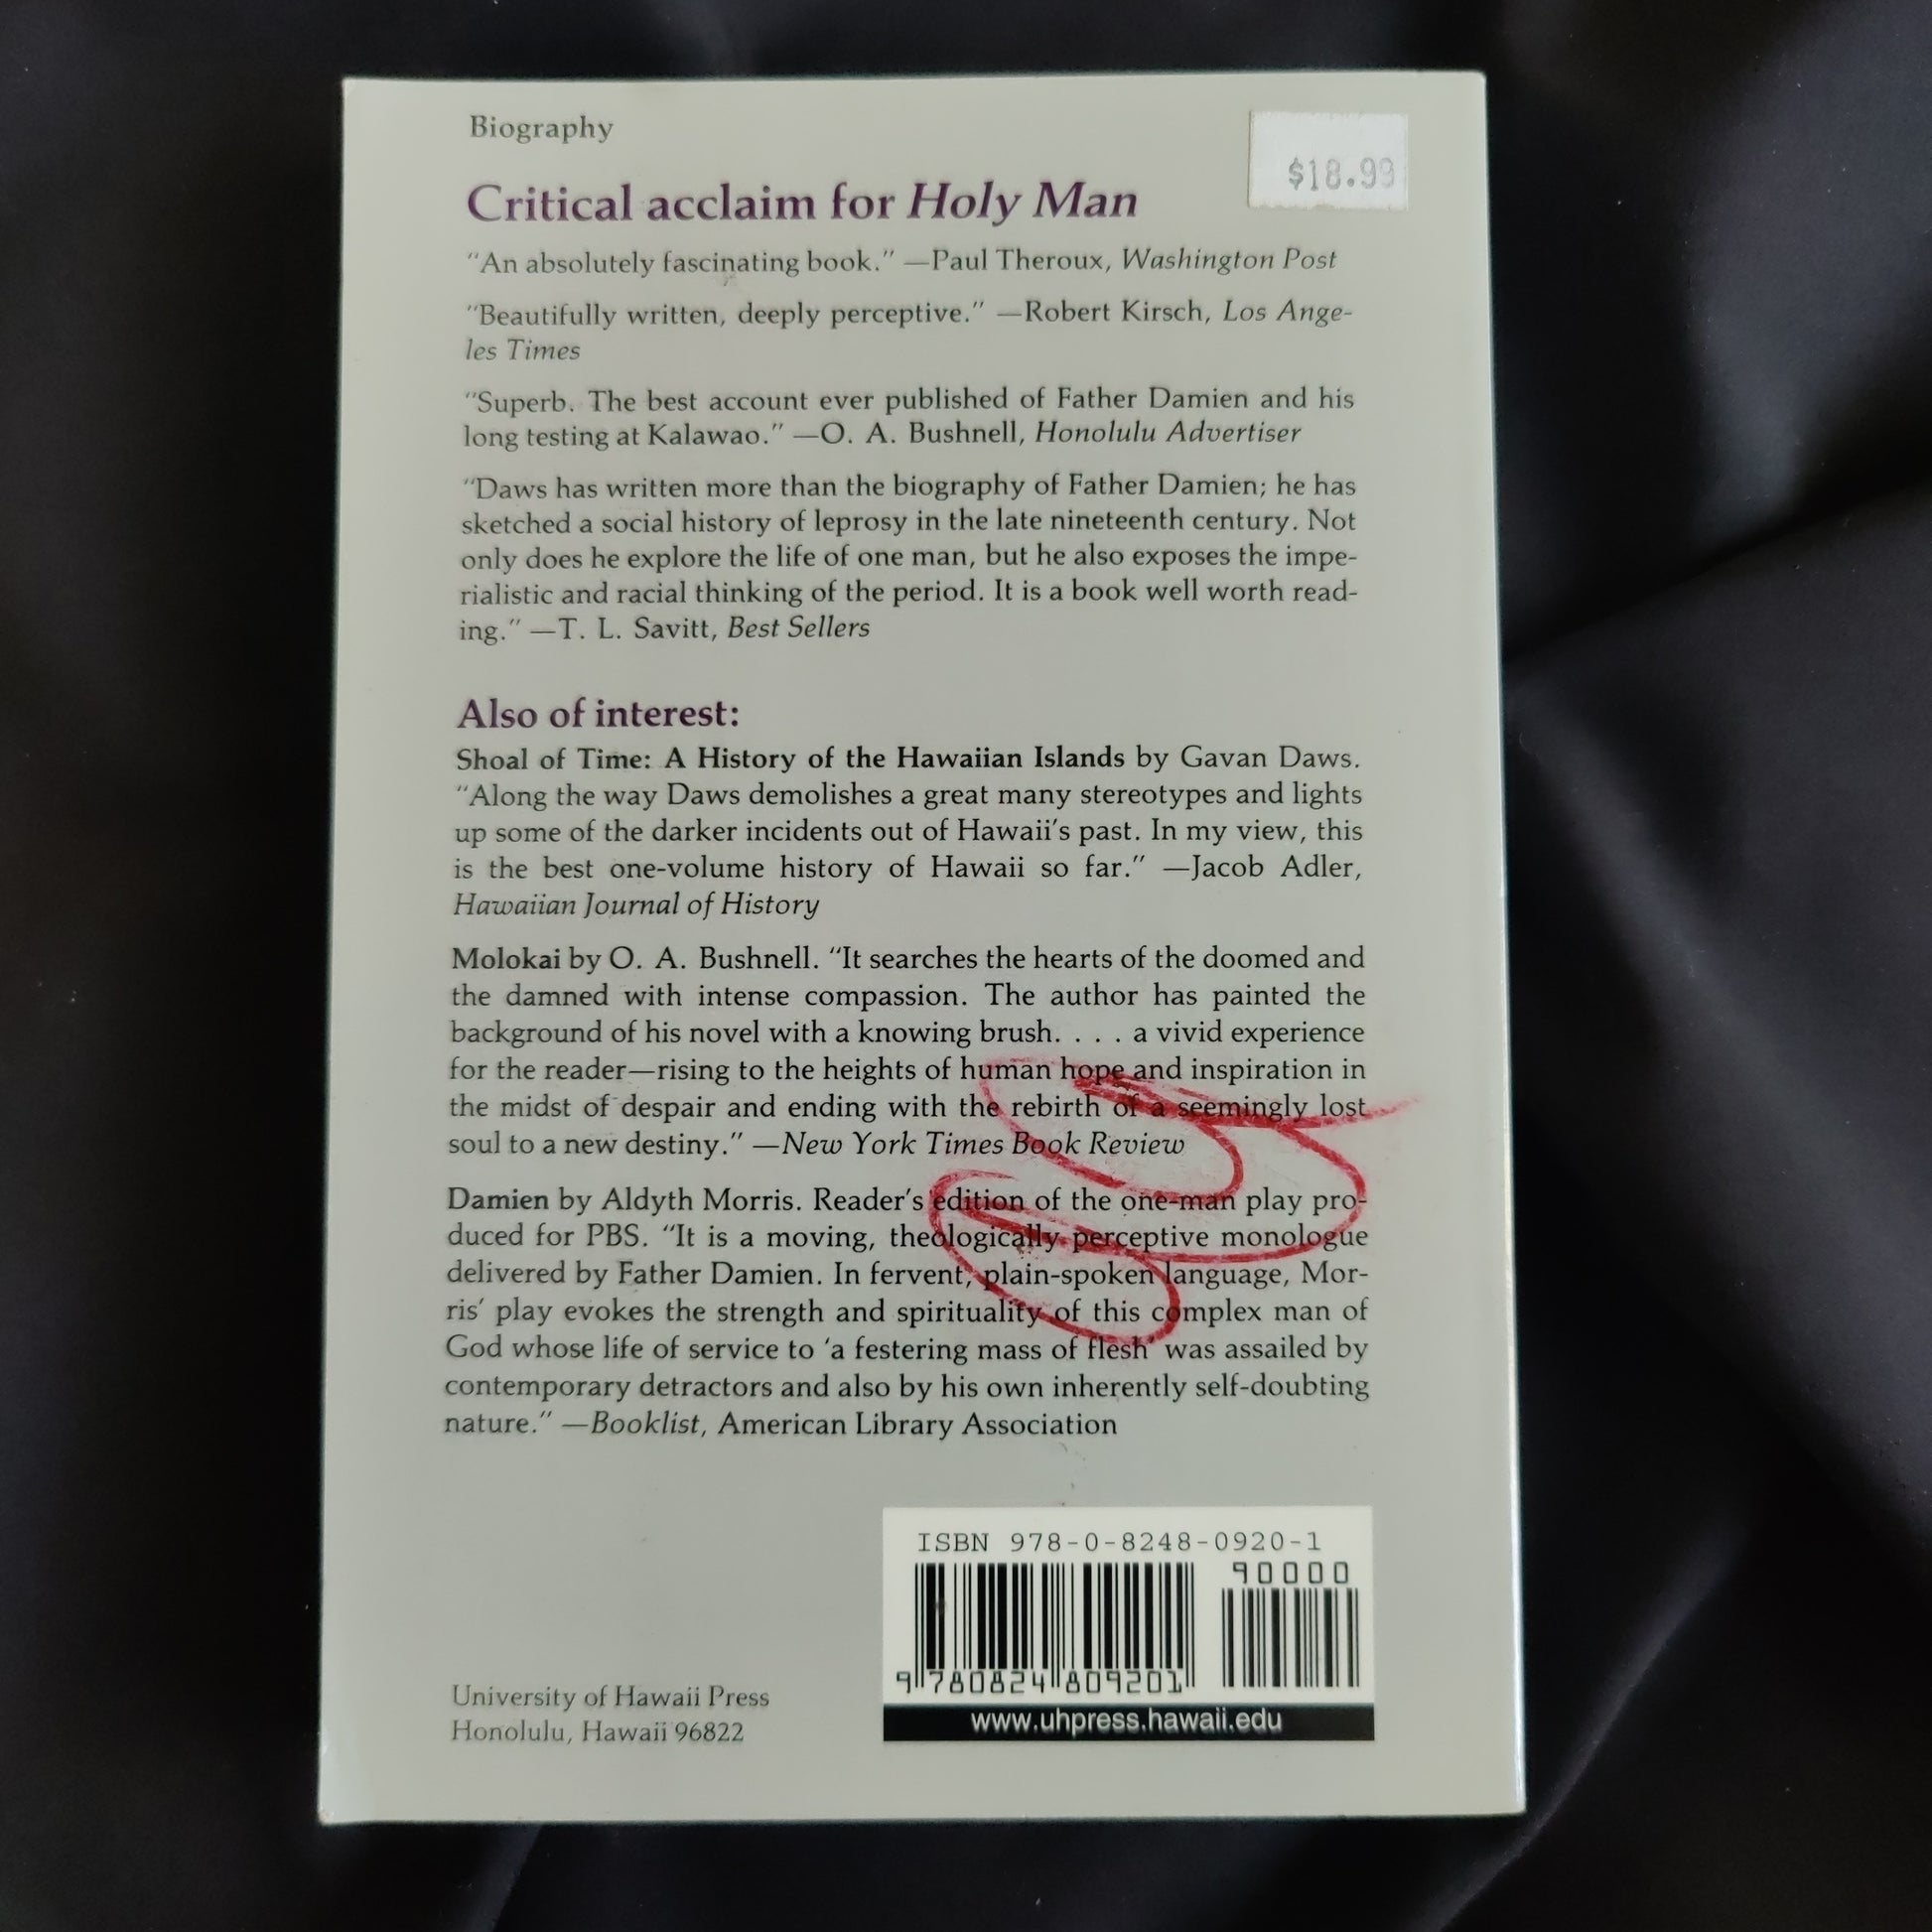 Biography
$18.99
Critical acclaim for Holy Man
"An absolutely fascinating book." —Paul Theroux, Washington Post
"Beautifully written, deeply perceptive." —Robert Kirsch, Los Ange-
les Times
"Superb. The best account ever published of Father Damien and his
long testing at Kalawao." —O. A. Bushnell, Honolulu Advertiser
"Daws has written more than the biography of Father Damien; he has
sketched a social history of leprosy in the late nineteenth century. Not
only does he explore the life of one man, but he also exposes the impe-
rialistic and racial thinking of the period. It is a book well worth read-
ing." —T. L. Savitt, Best Sellers
Also of interest:
Shoal of Time: A History of the Hawaiian Islands by Gavan Daws.
"Along the way Daws demolishes a great many stereotypes and lights
up some of the darker incidents out of Hawaii's past. In my view, this
is the best one-volume history of Hawaii so far." —Jacob Adler,
Hawaiian Journal of History
Molokai by O. A. Bushnell. "It searches the hearts of the doomed and
the damned with intense compassion. The author has painted the
background of his novel with a knowing brush. . . . a vivid experience
for the reader—rising to the heights of human hope and inspiration in
the midst of despair and ending with the rebirth of a seemingly lost
soul to a new destiny." —New York Times Book Review
Damien by Aldyth Morris. Reader's edition of the one-man play pro-
duced for PBS. "It is a moving, theologically perceptive monologue
delivered by Father Damien. In fervent, plain-spoken language, Mor-
ris' play evokes the strength and spirituality of this complex man of
God whose life of service to 'a festering mass of flesh' was assailed by
contemporary detractors and also by his own inherently self-doubting
nature." —Booklist, American Library Association
ISBN 978-0-8248-0920-1
90000
9 780824 809201
www.uhpress.hawaii.edu
University of Hawaii Press
Honolulu, Hawaii 96822